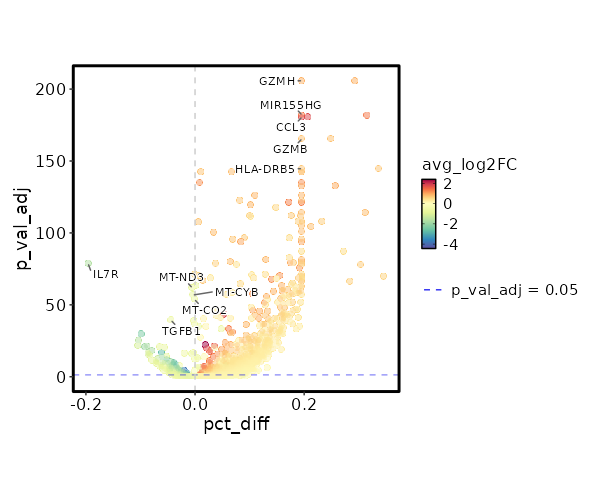 GZMH
MIR155HG
CCL3
GZMB
HLA-DRB5
IL7R
MT-ND3
MT-CYB
MT-CO2
TGFB1
200
150
100
50
0
-0.2
0.0
0.2
pct_diff
p_val_adj
avg_log2FC
2
0
-2
-4
p_val_adj = 0.05